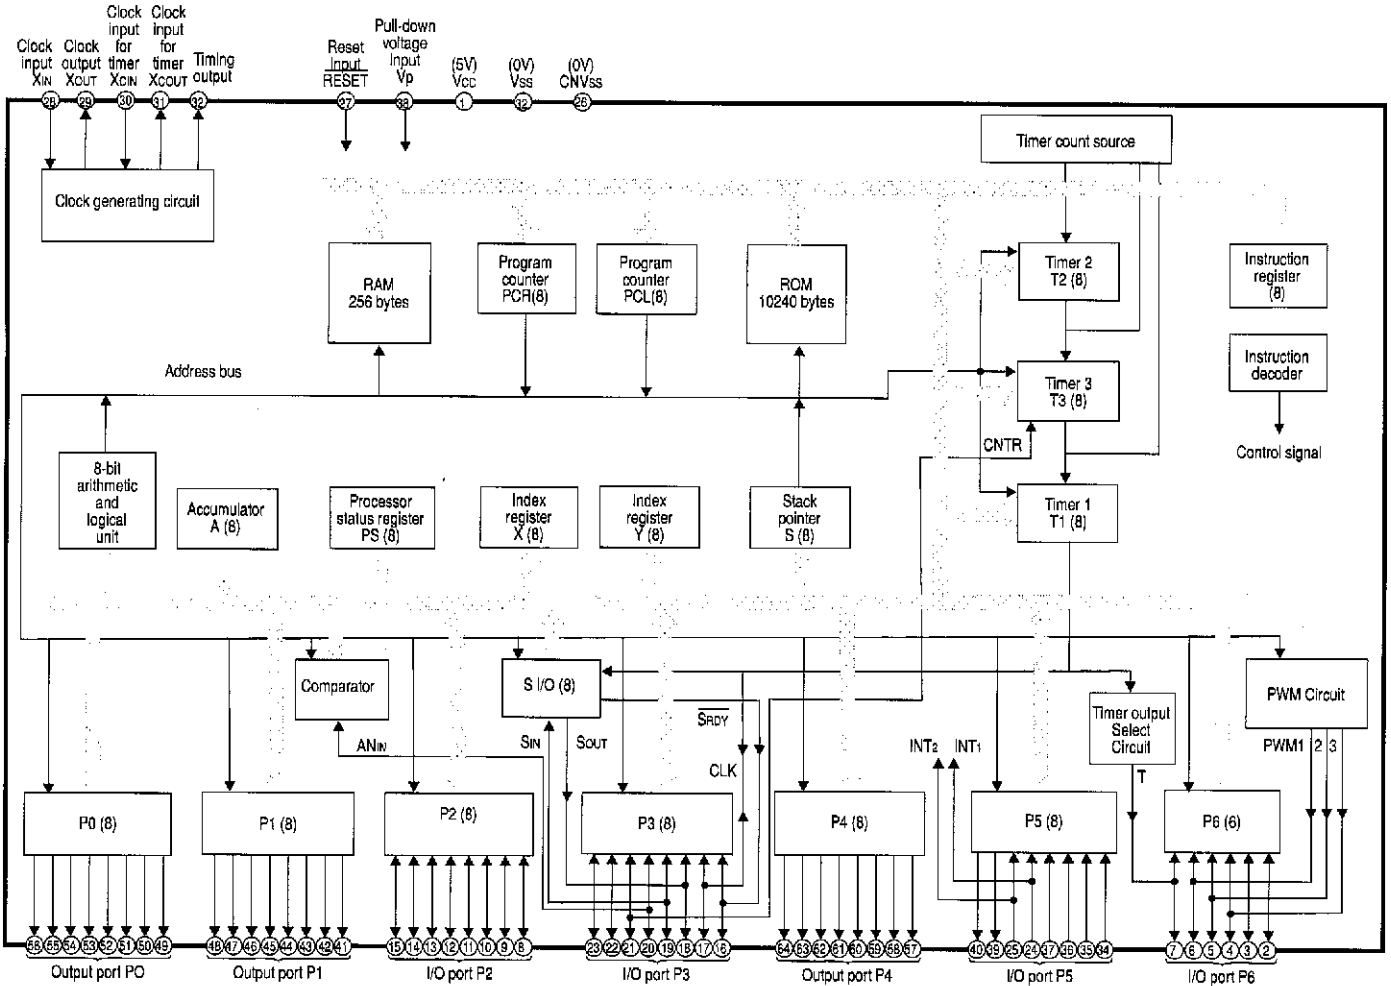 Clock
input
XIN
Clock
output
XOUT
Clock
input
for
timer
XCIN
Clock
input
for
timer
XCOUT
Timing
output
Reset
Input
RESET
Pull-down
voltage
Input
VP
(5V)
VCC
(0V)
VSS
(0V)
CNVSS
28 29 30 31 32 27 38 1 32 26
Clock generating circuit
Timer count source
RAM
256 bytes
Program
counter
PCH(8)
Program
counter
PCL(8)
ROM
10240 bytes
Timer 2
T2 (8)
Instruction
register
(8)
Address bus
Timer 3
T3 (8)
Instruction
decoder
CNTR
Control signal
8-bit
arithmetic
and
logical
unit
Accumulator
A (8)
Processor
status register
PS (8)
Index
register
X (8)
Index
register
Y (8)
Stack
pointer
S (8)
Timer 1
T1 (8)
Comparator
S I/O (8)
PWM Circuit
Timer output
Select
Circuit
ANIN
SIN
SOUT
SRDY
CLK
INT2
INT1
T
PWM1 2 3
P0 (8)
P1 (8)
P2 (8)
P3 (8)
P4 (8)
P5 (8)
P6 (6)
56 55 54 53 52 51 50 49
48 47 46 45 44 43 42 41
15 14 13 12 11 10 9 8
23 22 21 20 19 18 17 16
64 63 62 61 60 59 58 57
40 39 25 24 37 36 35 34
7 6 5 4 3 2
Output port P0
Output port P1
I/O port P2
I/O port P3
Output port P4
I/O port P5
I/O port P6